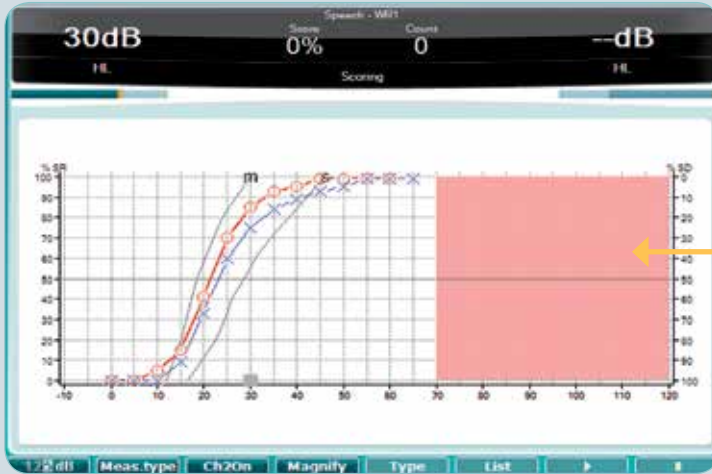 Speech - WR1
30dB Score Count --dB
0% 0
HL HL
Scoring
% SR % SD
m s
100 0
90 10
80 20
70 30
60 40
50 50
40 60
30 70
20 80
10 90
0 100
-10 0 10 20 30 40 50 60 70 80 90 100 110 120
dB Meas.type Ch2On Magnify Type List